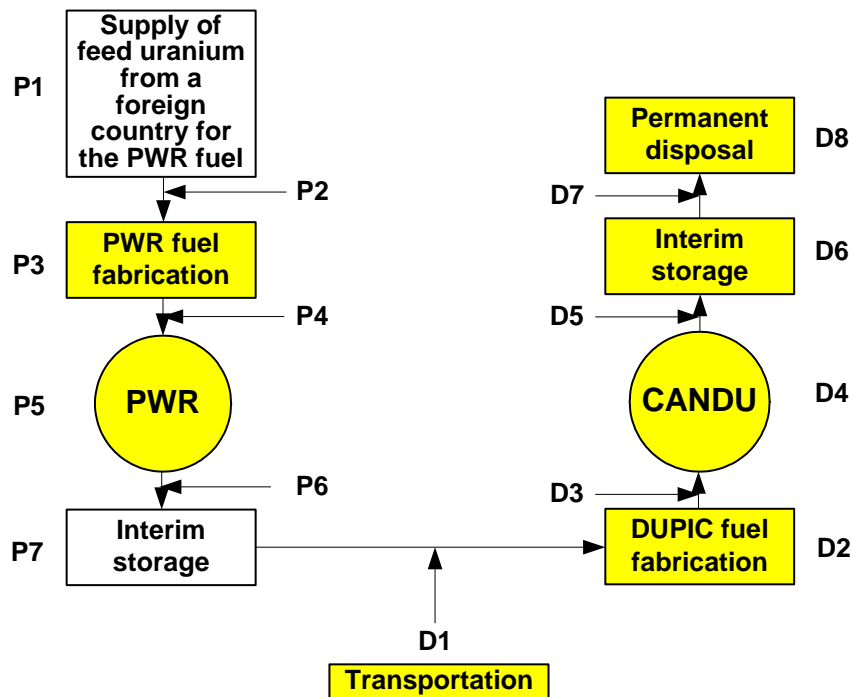 P1
Supply of
feed uranium
from a
foreign
country for
the PWR fuel
P2
P3
PWR fuel
fabrication
P4
P5
PWR
P6
P7
Interim
storage
D1
Transportation
DUPIC fuel
fabrication
D2
D3
CANDU
D4
D5
Interim
storage
D6
D7
Permanent
disposal
D8